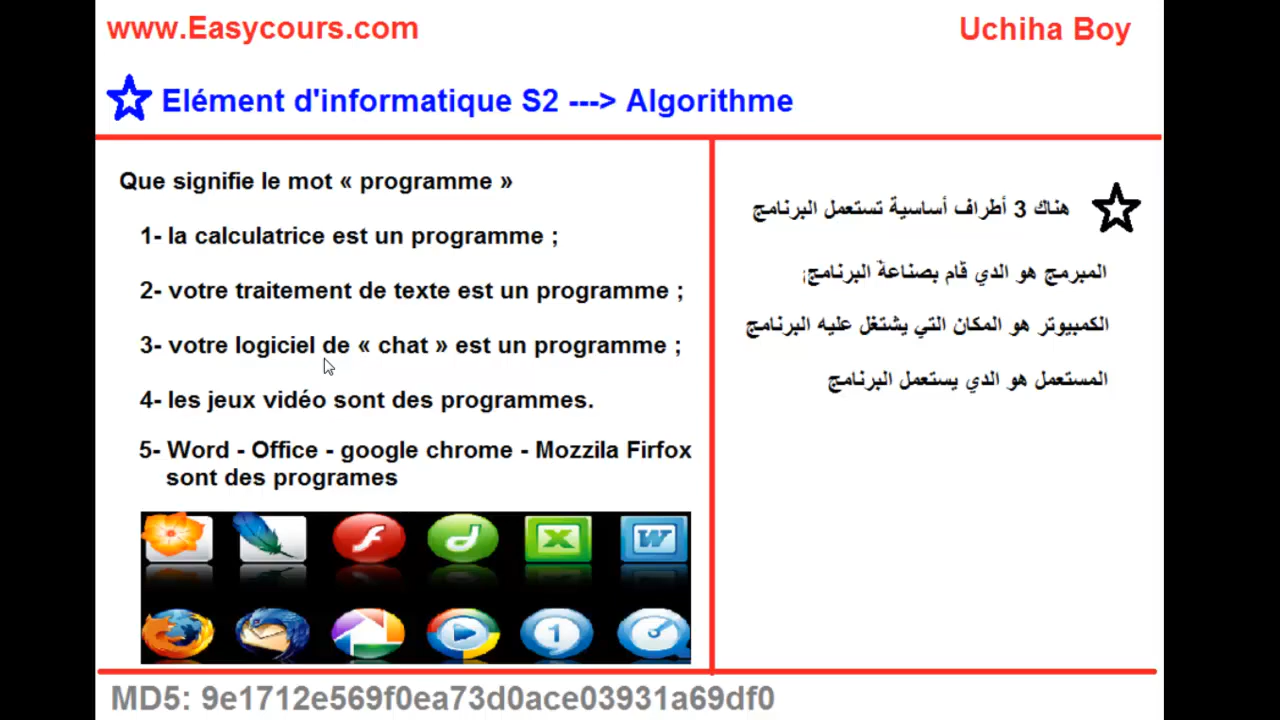 www.Easycours.com
Uchiha Boy
Elément d'informatique S2 ---> Algorithme
Que signifie le mot « programme »
1- la calculatrice est un programme ;
2- votre traitement de texte est un programme ;
3- votre logiciel de « chat » est un programme ;
4- les jeux vidéo sont des programmes.
5- Word - Office - google chrome - Mozzila Firfox
sont des programes
هناك 3 أطراف أساسية تستعمل البرنامج
المبرمج هو الدي قام بصناعة البرنامج
الكمبيوتر هو المكان التي يشتغل عليه البرنامج
المستعمل هو الدي يستعمل البرنامج
MD5: 9e1712e569f0ea73d0ace03931a69df0